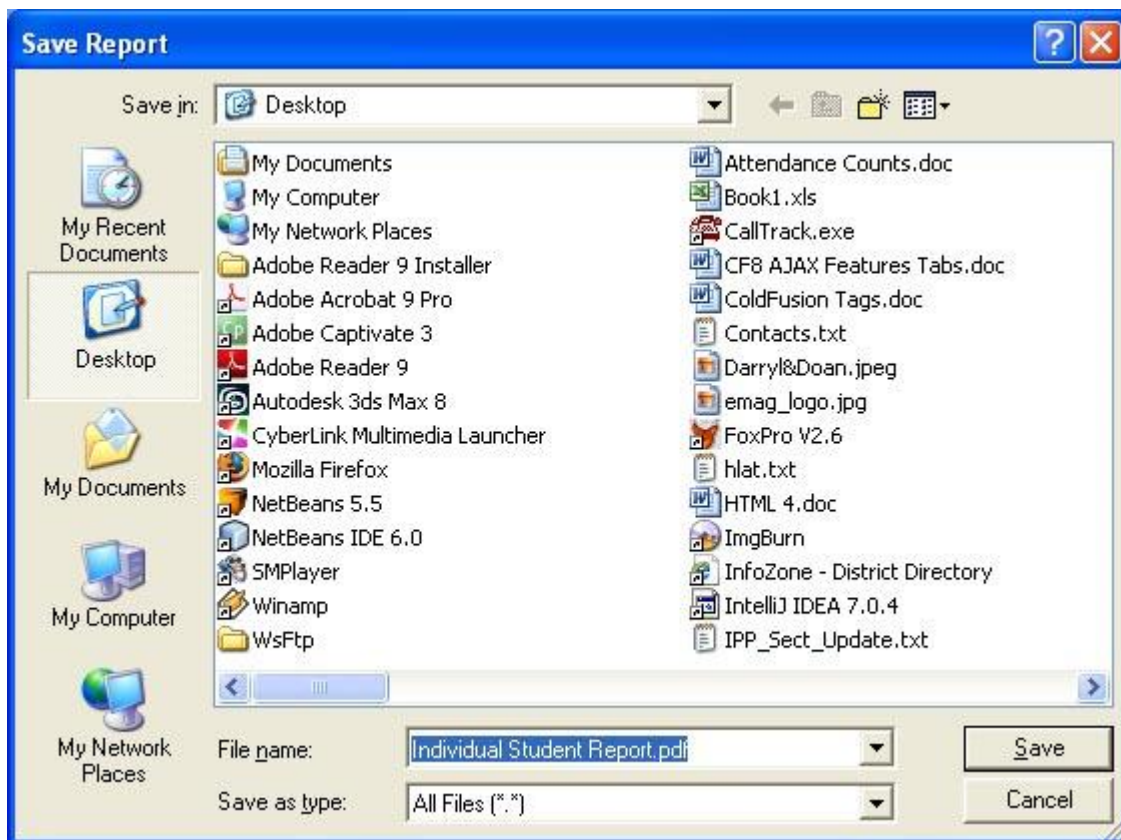 Save Report
Save in: Desktop
My Recent
Documents
Desktop
My Documents
My Computer
My Network
Places
My Documents
My Computer
My Network Places
Adobe Reader 9 Installer
Adobe Acrobat 9 Pro
Adobe Captivate 3
Adobe Reader 9
Autodesk 3ds Max 8
CyberLink Multimedia Launcher
Mozilla Firefox
NetBeans 5.5
NetBeans IDE 6.0
SMPlayer
Winamp
WsFtp
Attendance Counts.doc
Book1.xls
CallTrack.exe
CF8 AJAX Features Tabs.doc
ColdFusion Tags.doc
Contacts.txt
Darryl&Doan.jpeg
emag_logo.jpg
FoxPro V2.6
hlat.txt
HTML 4.doc
ImgBurn
InfoZone - District Directory
IntelliJ IDEA 7.0.4
IPP_Sect_Update.txt
File name: Individual Student Report.pdf
Save
Save as type: All Files (*.*)
Cancel